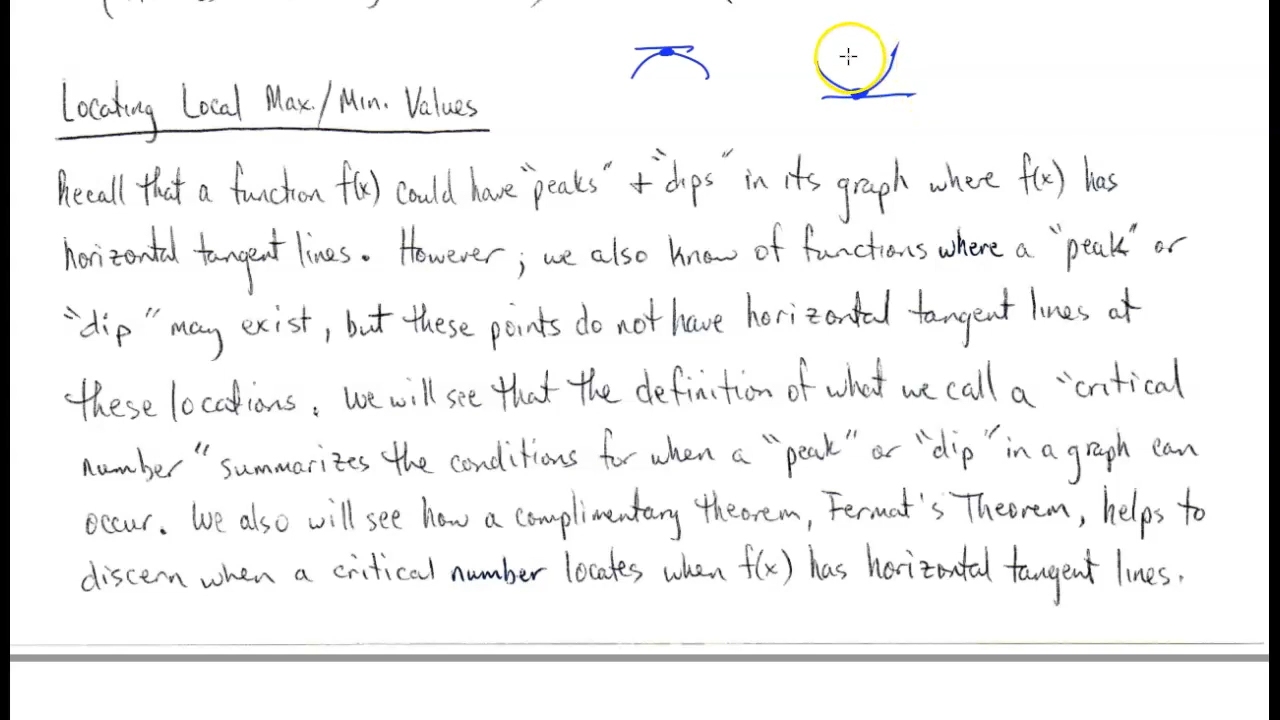 Locating Local Max./Min. Values
Recall that a function f(x) could have "peaks" + "dips" in its graph where f(x) has
horizontal tangent lines. However, we also know of functions where a "peak" or
"dip" may exist, but these points do not have horizontal tangent lines at
these locations. We will see that the definition of what we call a "critical
number" summarizes the conditions for when a "peak" or "dip" in a graph can
occur. We also will see how a complimentary theorem, Fermat's Theorem, helps to
discern when a critical number locates when f(x) has horizontal tangent lines.